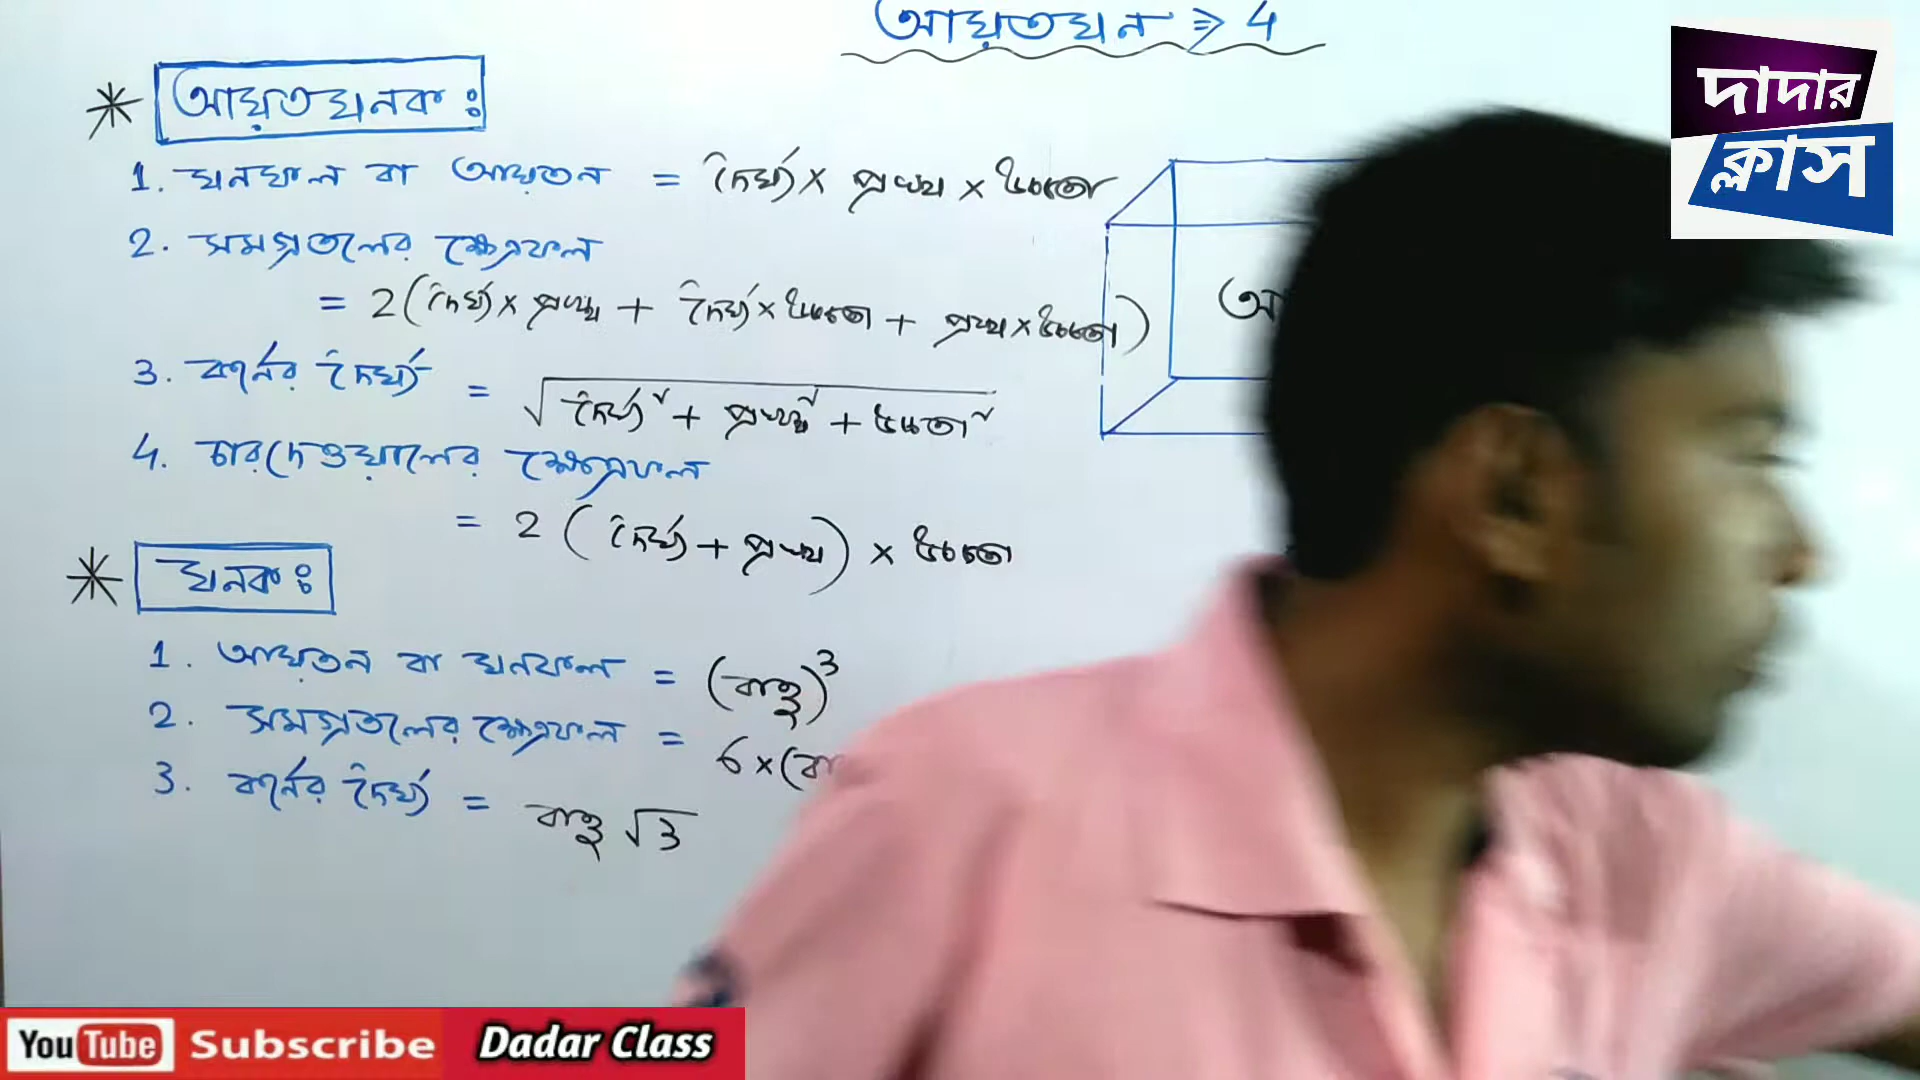 আয়তঘন ⇒ 4
দাদার
ক্লাস
* আয়তঘনক ঃ
1. ঘনফল বা আয়তন = দৈর্ঘ্য × প্রস্থ × উচ্চতা
2. সমগ্রতলের ক্ষেত্রফল
= 2 (দৈর্ঘ্য × প্রস্থ + দৈর্ঘ্য × উচ্চতা + প্রস্থ × উচ্চতা)
আ
3. কর্নের দৈর্ঘ্য = √দৈর্ঘ্য² + প্রস্থ² + উচ্চতা²
4. চারদেওয়ালের ক্ষেত্রফল
= 2 (দৈর্ঘ্য + প্রস্থ) × উচ্চতা
* ঘনক ঃ
1. আয়তন বা ঘনফল = (বাহু)³
2. সমগ্রতলের ক্ষেত্রফল = 6 × (বা
3. কর্নের দৈর্ঘ্য = বাহু √3
YouTube Subscribe Dadar Class